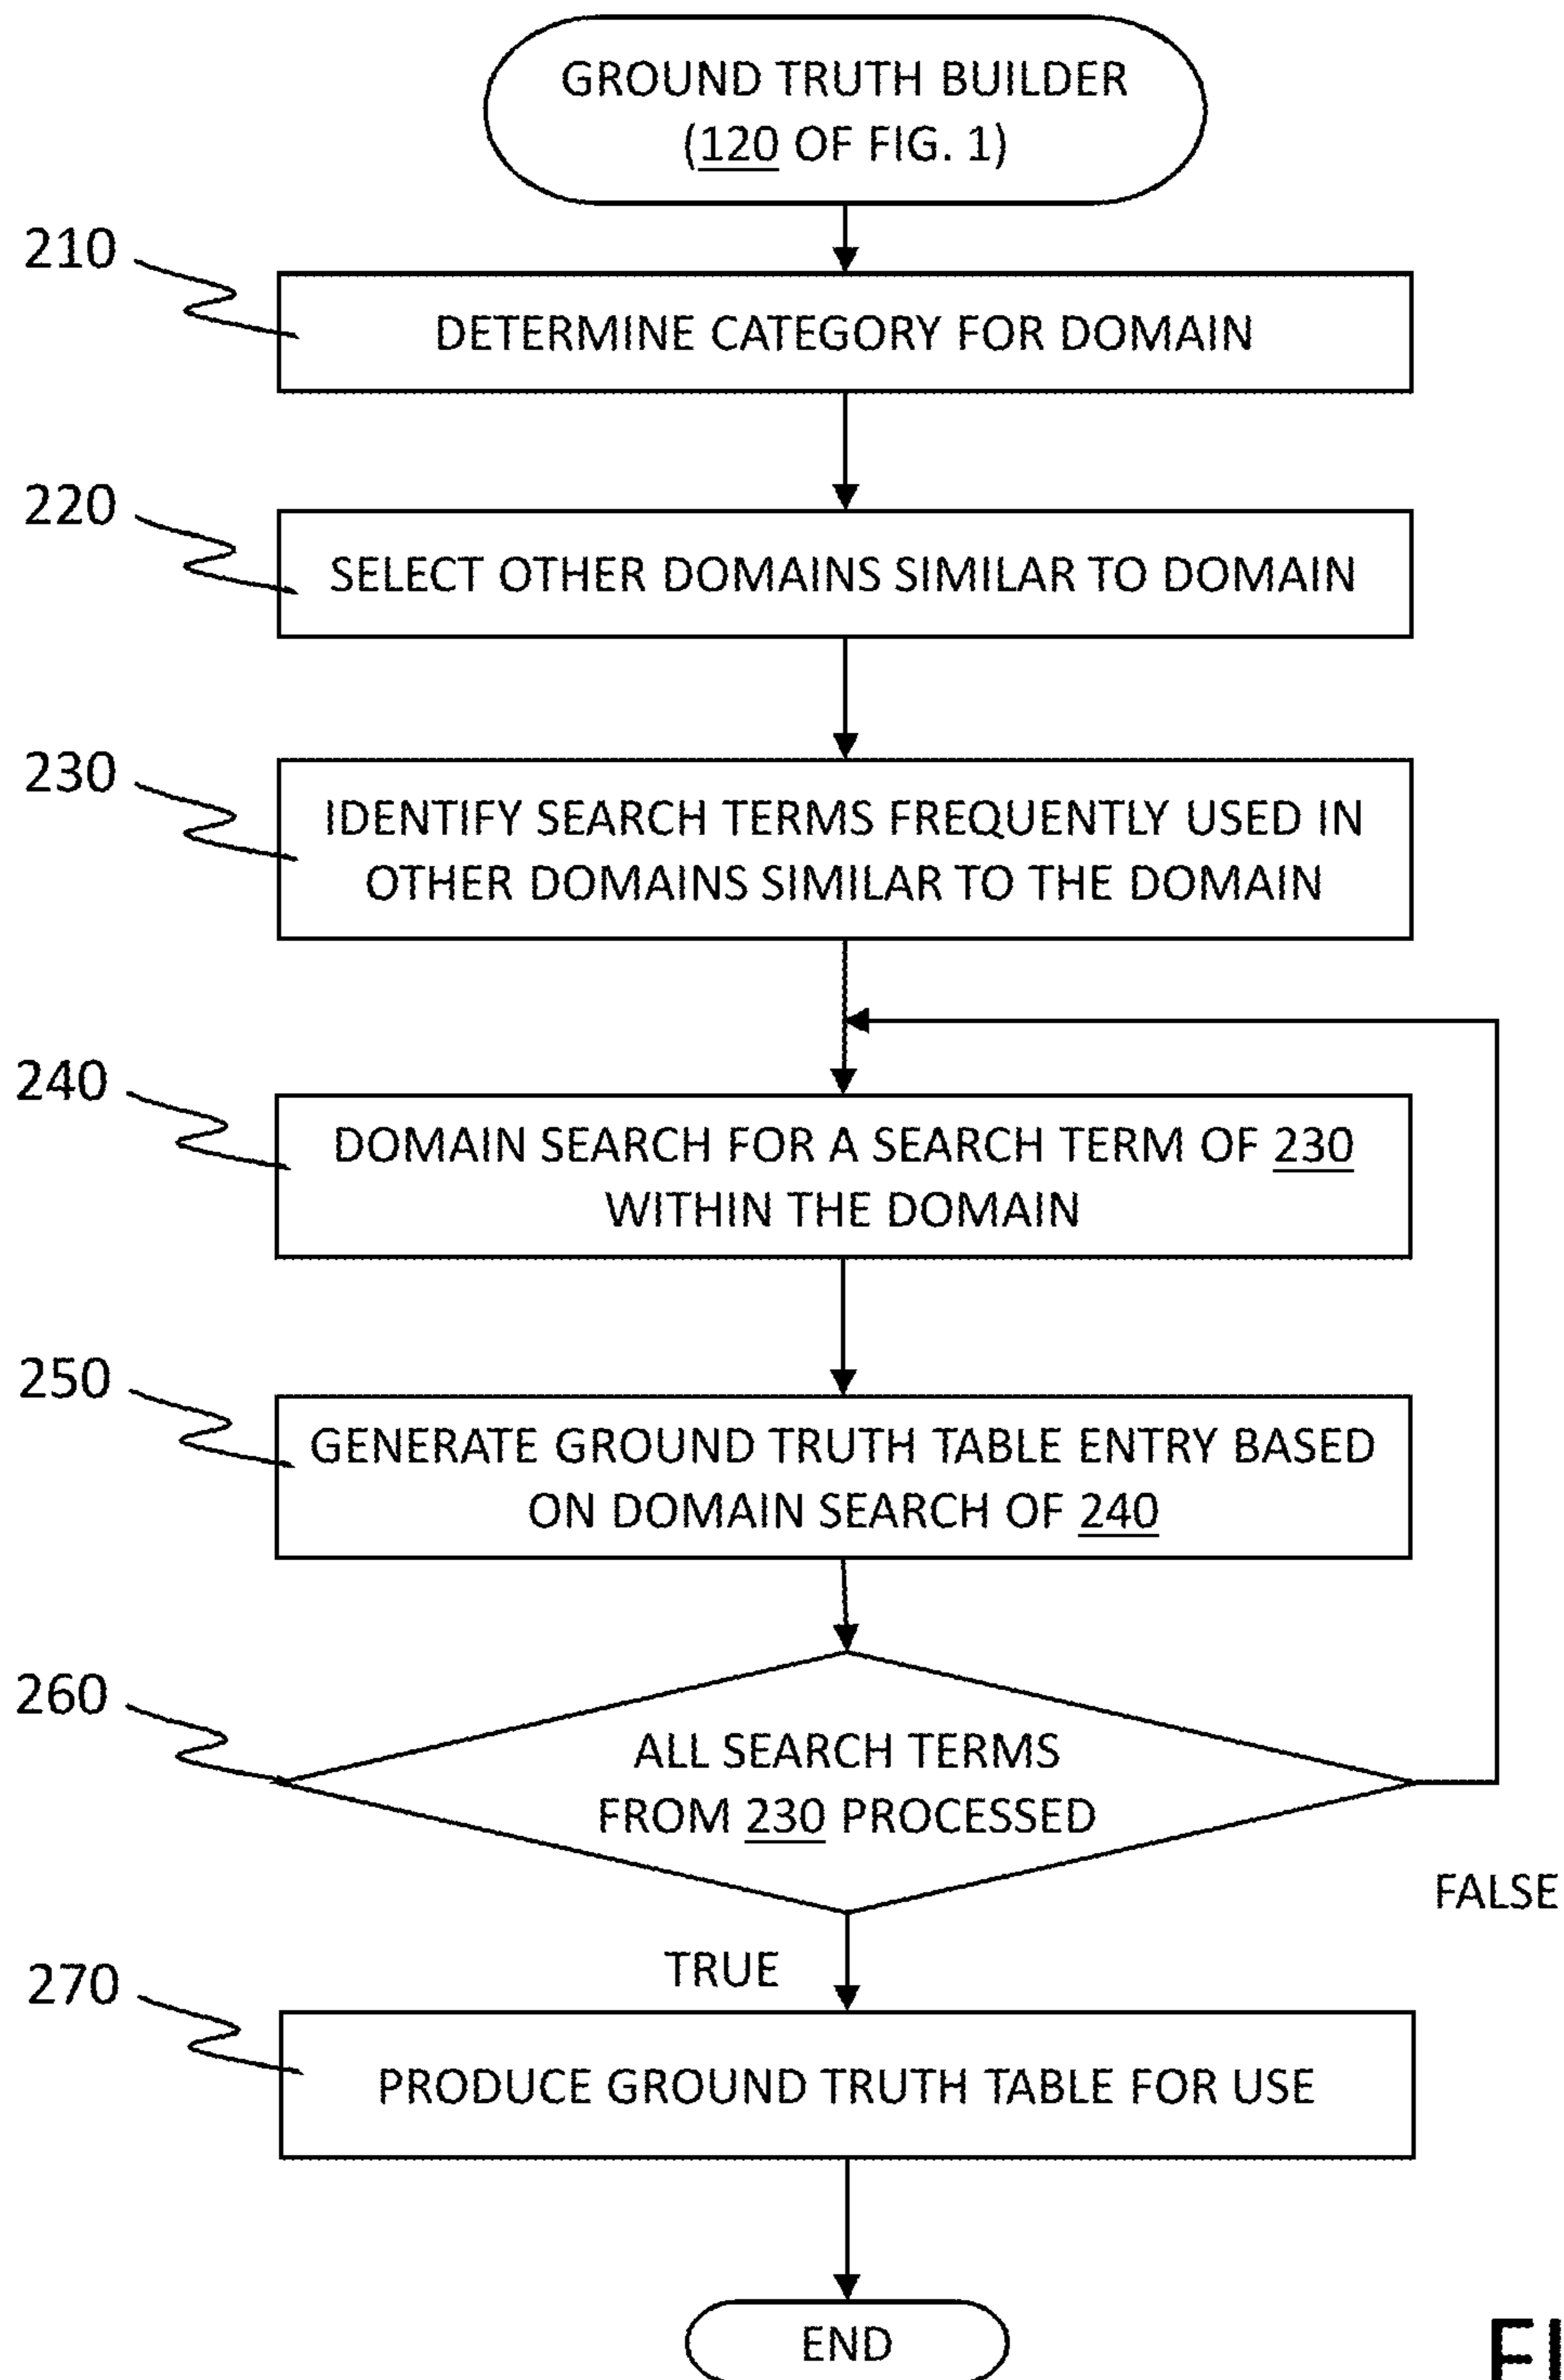 GROUND TRUTH BUILDER
(120 OF FIG. 1)
210
DETERMINE CATEGORY FOR DOMAIN
220
SELECT OTHER DOMAINS SIMILAR TO DOMAIN
230
IDENTIFY SEARCH TERMS FREQUENTLY USED IN
OTHER DOMAINS SIMILAR TO THE DOMAIN
240
DOMAIN SEARCH FOR A SEARCH TERM OF 230
WITHIN THE DOMAIN
250
GENERATE GROUND TRUTH TABLE ENTRY BASED
ON DOMAIN SEARCH OF 240
260
ALL SEARCH TERMS
FROM 230 PROCESSED
FALSE
TRUE
270
PRODUCE GROUND TRUTH TABLE FOR USE
END